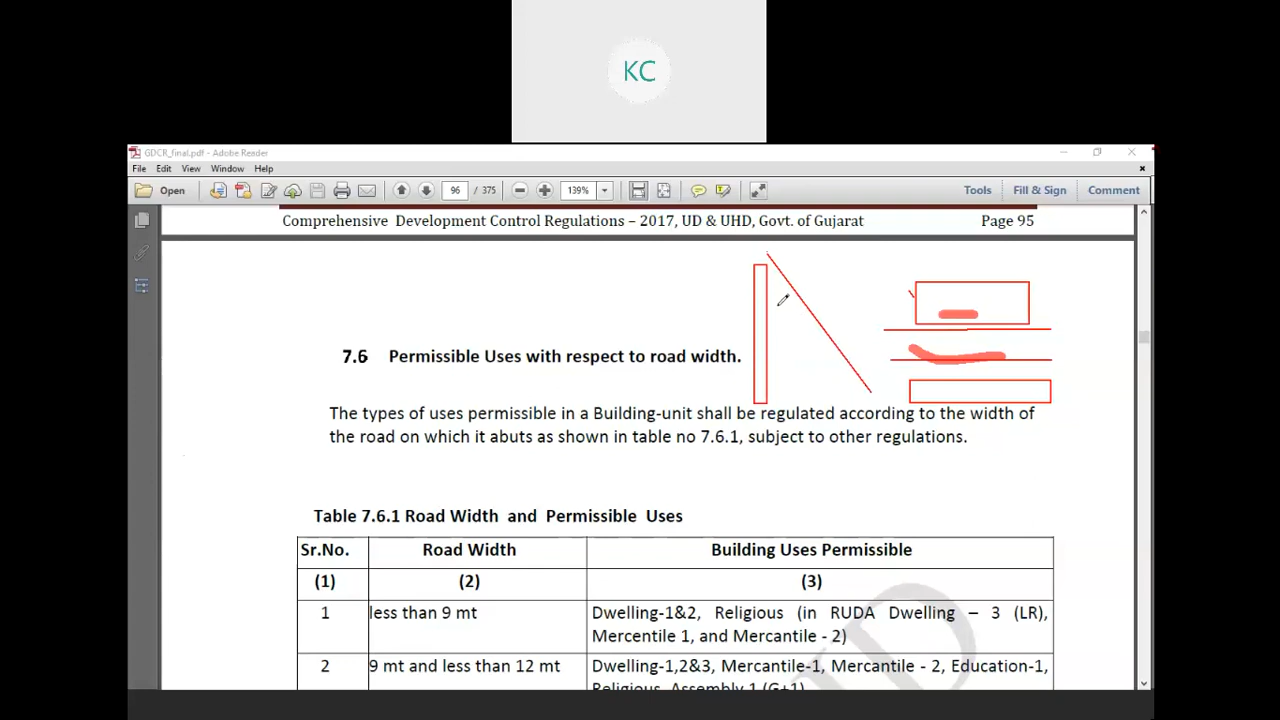 KC
GDCR_final.pdf - Adobe Reader
File Edit View Window Help
Open 96 / 375 139% Tools Fill & Sign Comment
Comprehensive Development Control Regulations – 2017, UD & UHD, Govt. of Gujarat Page 95
7.6 Permissible Uses with respect to road width.
The types of uses permissible in a Building-unit shall be regulated according to the width of
the road on which it abuts as shown in table no 7.6.1, subject to other regulations.
Table 7.6.1 Road Width and Permissible Uses
Sr.No. Road Width Building Uses Permissible
(1) (2) (3)
1 less than 9 mt Dwelling-1&2, Religious (in RUDA Dwelling – 3 (LR),
Mercentile 1, and Mercantile - 2)
2 9 mt and less than 12 mt Dwelling-1,2&3, Mercantile-1, Mercantile - 2, Education-1,
Religious, Assembly 1 (G+1)